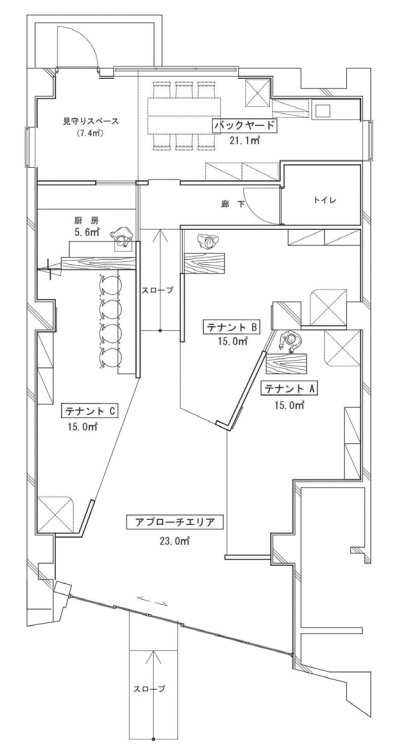 見守りスペース
(7.4㎡)
バックヤード
21.1㎡
厨 房
5.6㎡
廊 下
トイレ
スロープ
テナント B
15.0㎡
テナント A
15.0㎡
テナント C
15.0㎡
アプローチエリア
23.0㎡
スロープ